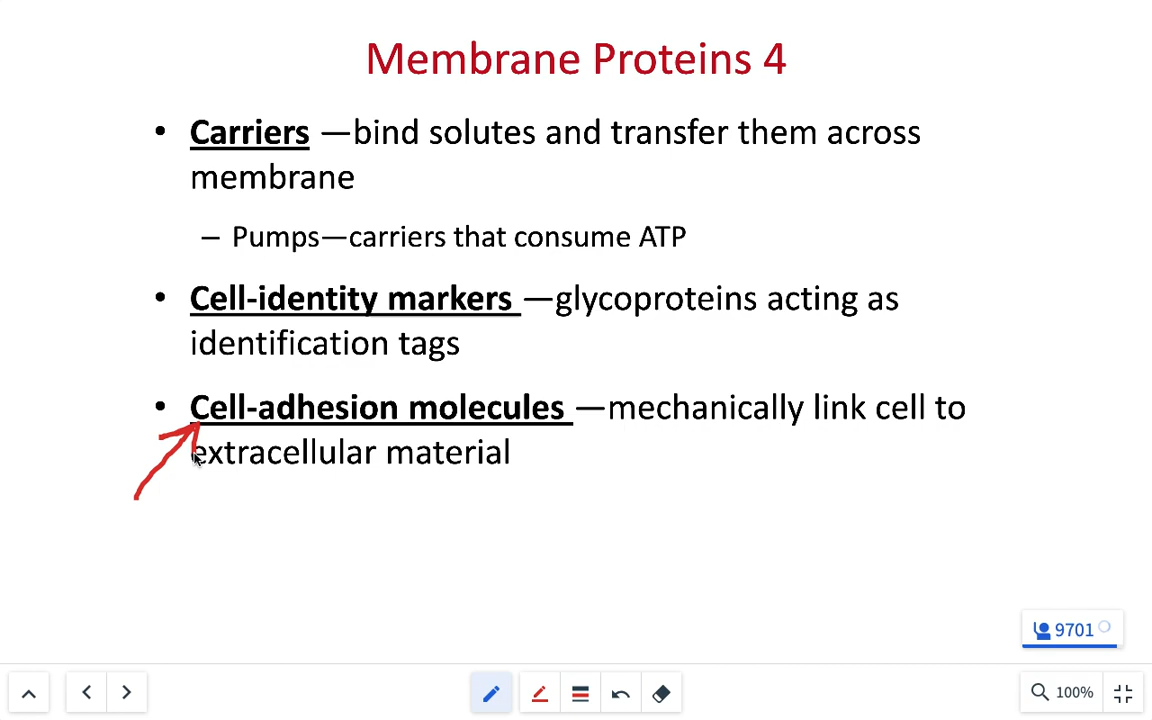 Membrane Proteins 4
• Carriers —bind solutes and transfer them across
membrane
– Pumps—carriers that consume ATP
• Cell-identity markers —glycoproteins acting as
identification tags
• Cell-adhesion molecules —mechanically link cell to
extracellular material
9701
100%